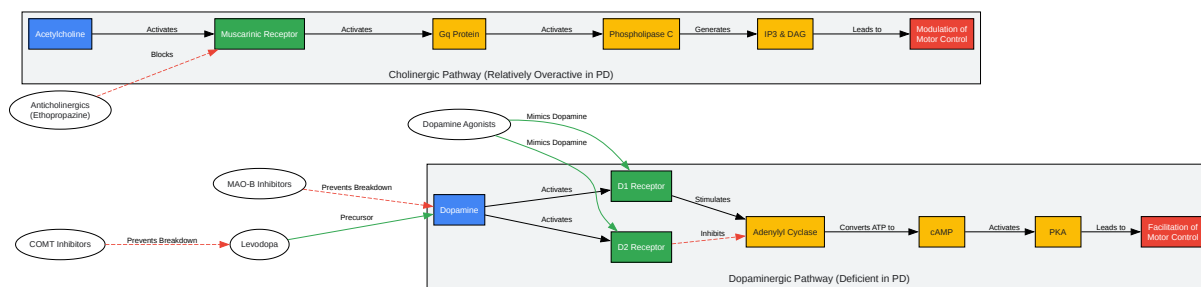 Acetylcholine
Activates
Muscarinic Receptor
Activates
Gq Protein
Activates
Phospholipase C
Generates
IP3 & DAG
Leads to
Modulation of
Motor Control
Blocks
Cholinergic Pathway (Relatively Overactive in PD)
Anticholinergics
(Ethopropazine)
Dopamine Agonists
Mimics Dopamine
Mimics Dopamine
MAO-B Inhibitors
Prevents Breakdown
Dopamine
Activates
D1 Receptor
Stimulates
Precursor
Activates
COMT Inhibitors
Prevents Breakdown
Levodopa
D2 Receptor
Inhibits
Adenylyl Cyclase
Converts ATP to
cAMP
Activates
PKA
Leads to
Facilitation of
Motor Control
Dopaminergic Pathway (Deficient in PD)